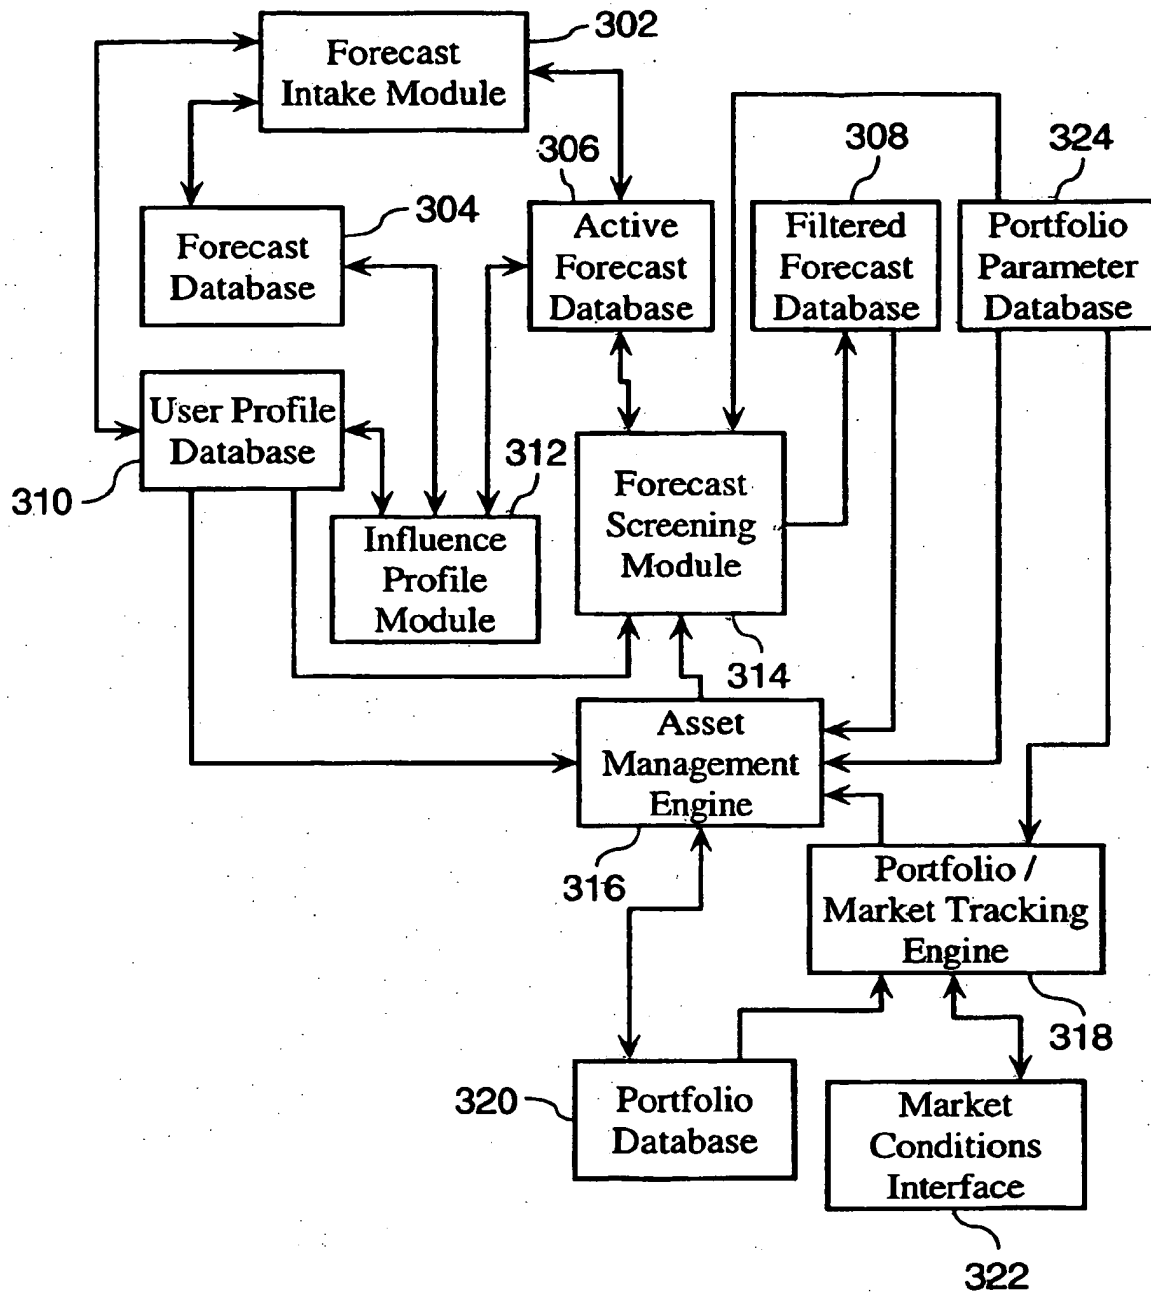 302
Forecast
Intake Module
306
308
324
304
Forecast
Database
Active
Forecast
Database
Filtered
Forecast
Database
Portfolio
Parameter
Database
User Profile
Database
310
312
Influence
Profile
Module
Forecast
Screening
Module
314
Asset
Management
Engine
316
Portfolio /
Market Tracking
Engine
318
320
Portfolio
Database
Market
Conditions
Interface
322